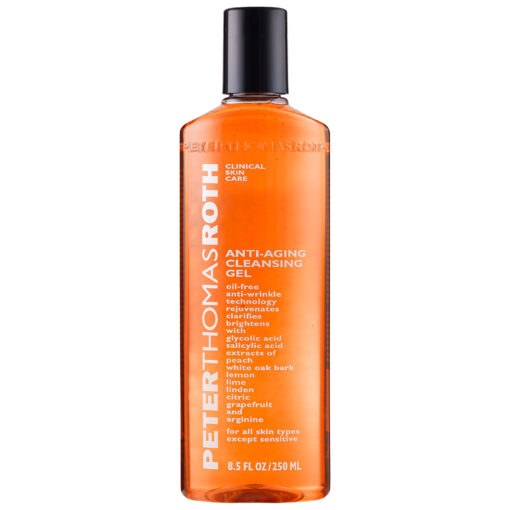 PETERTHOMASROTH
CLINICAL
SKIN
CARE
PETERTHOMASROTH
ANTI-AGING
CLEANSING
GEL
oil-free
anti-wrinkle
technology
rejuvenates
clarifies
brightens
with
glycolic acid
salicylic acid
extracts of
peach
white oak bark
lemon
lime
linden
citric
grapefruit
and
arginine
for all skin types
except sensitive
8.5 FL OZ/250 ML